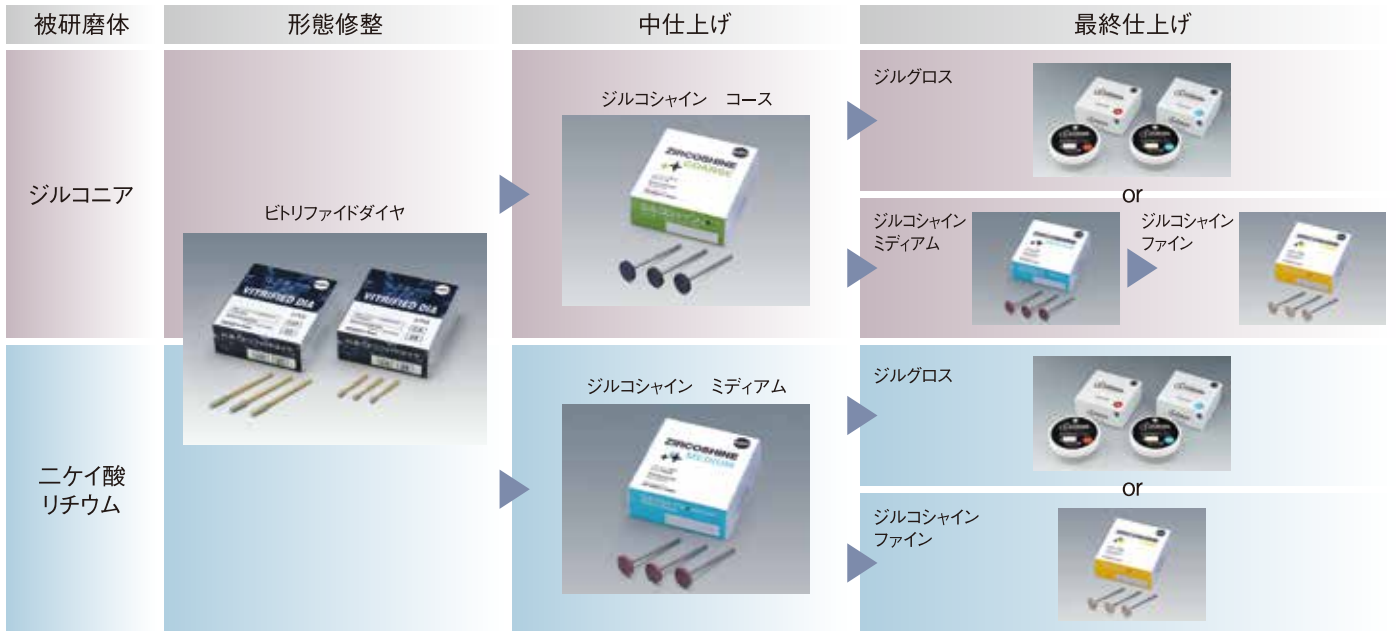 被研磨体
形態修整
中仕上げ
最終仕上げ
ジルコニア
ビトリファイドダイヤ
VITRIFIED DIA
VITRIFIED DIA
ジルコシャイン　コース
ZIRCOSHINE
COARSE
ジルグロス
or
ジルコシャイン
ミディアム
ジルコシャイン
ファイン
二ケイ酸
リチウム
ジルコシャイン　ミディアム
ZIRCOSHINE
MEDIUM
ジルグロス
or
ジルコシャイン
ファイン